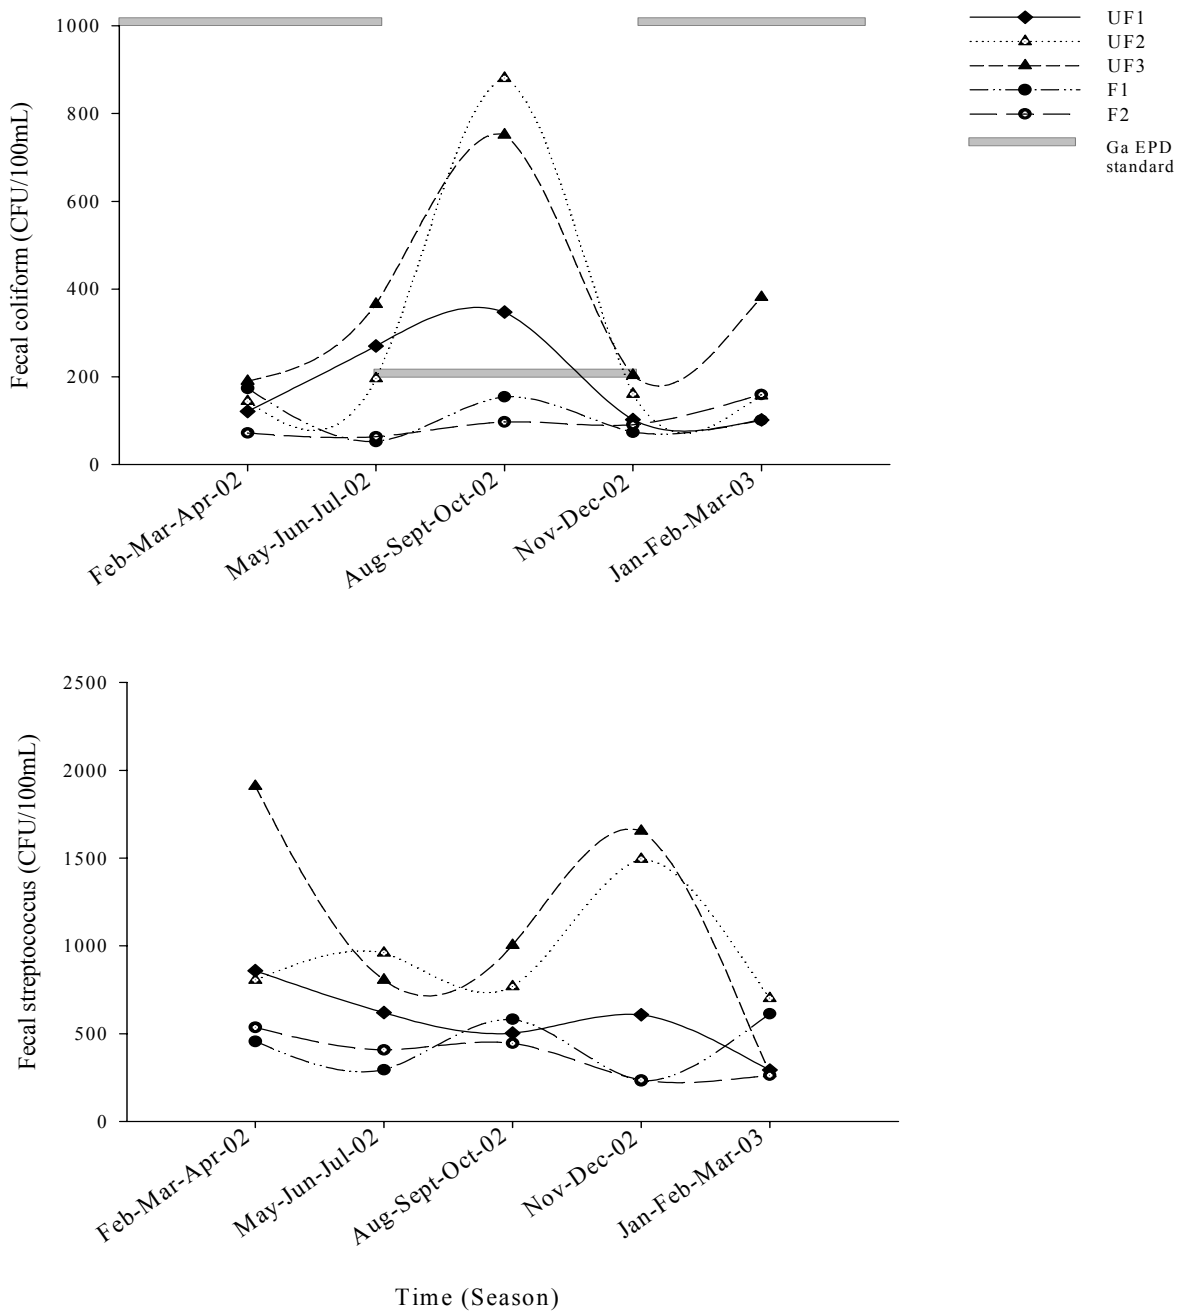 1000
800
600
400
200
0
Fecal coliform (CFU/100mL)
Feb-Mar-Apr-02
May-Jun-Jul-02
Aug-Sept-Oct-02
Nov-Dec-02
Jan-Feb-Mar-03
UF1
UF2
UF3
F1
F2
Ga EPD
standard
2500
2000
1500
1000
500
0
Fecal streptococcus (CFU/100mL)
Feb-Mar-Apr-02
May-Jun-Jul-02
Aug-Sept-Oct-02
Nov-Dec-02
Jan-Feb-Mar-03
Time (Season)